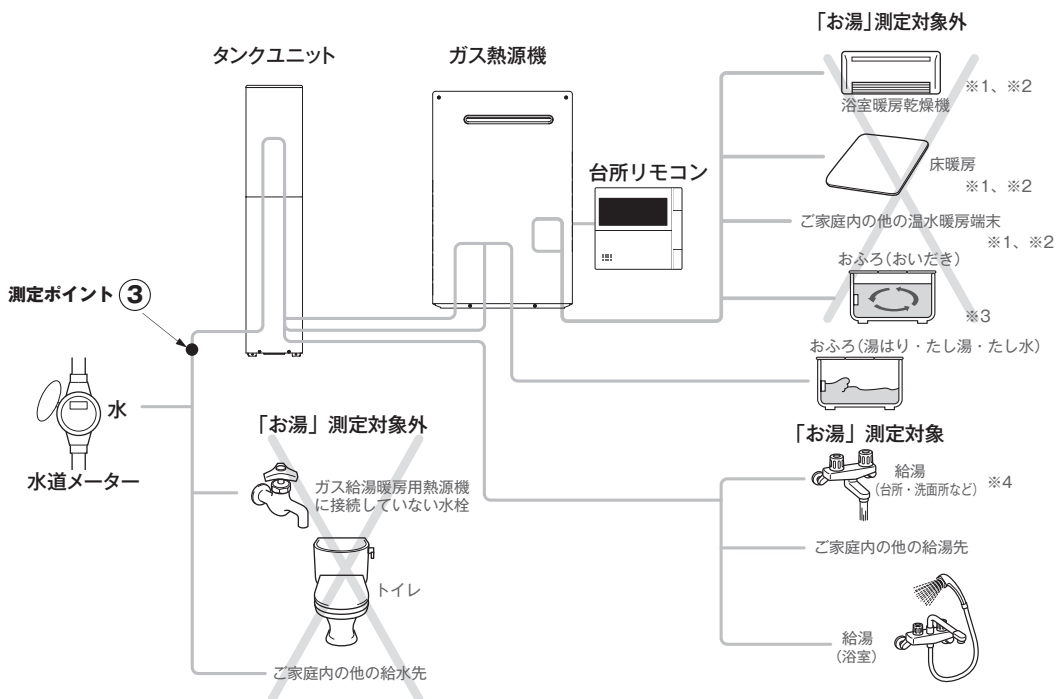 「お湯」測定対象外
タンクユニット
ガス熱源機
※1、※2
浴室暖房乾燥機
台所リモコン
床暖房
※1、※2
ご家庭内の他の温水暖房端末
※1、※2
おふろ(おいだき)
測定ポイント③
※3
おふろ(湯はり・たし湯・たし水)
水
「お湯」測定対象外
「お湯」測定対象
水道メーター
給湯
(台所・洗面所など)
※4
ガス給湯暖房用熱源機
に接続していない水栓
ご家庭内の他の給湯先
トイレ
給湯
(浴室)
ご家庭内の他の給水先